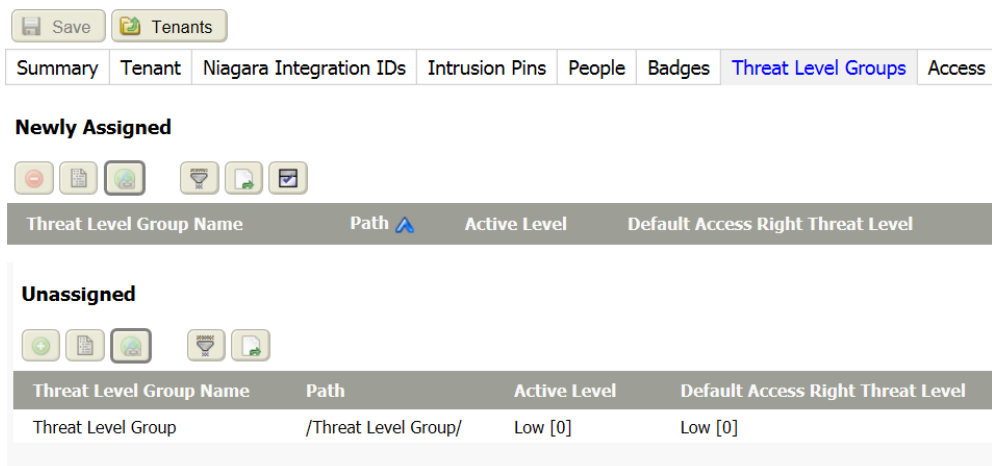 Save Tenants
Summary Tenant Niagara Integration IDs Intrusion Pins People Badges Threat Level Groups Access
Newly Assigned
Threat Level Group Name Path Active Level Default Access Right Threat Level
Unassigned
Threat Level Group Name Path Active Level Default Access Right Threat Level
Threat Level Group /Threat Level Group/ Low [0] Low [0]